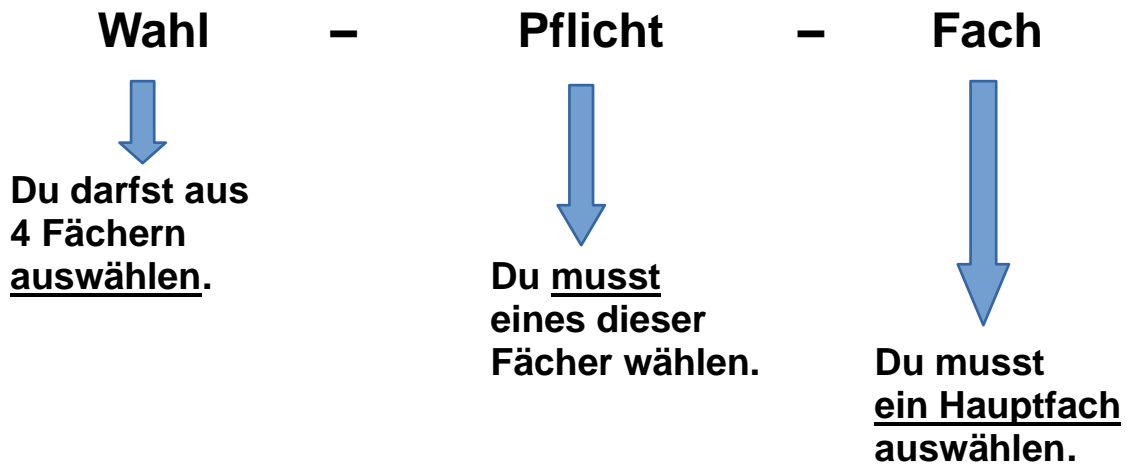 Wahl – Pflicht – Fach
Du darfst aus
4 Fächern
auswählen.
Du musst
eines dieser
Fächer wählen.
Du musst
ein Hauptfach
auswählen.